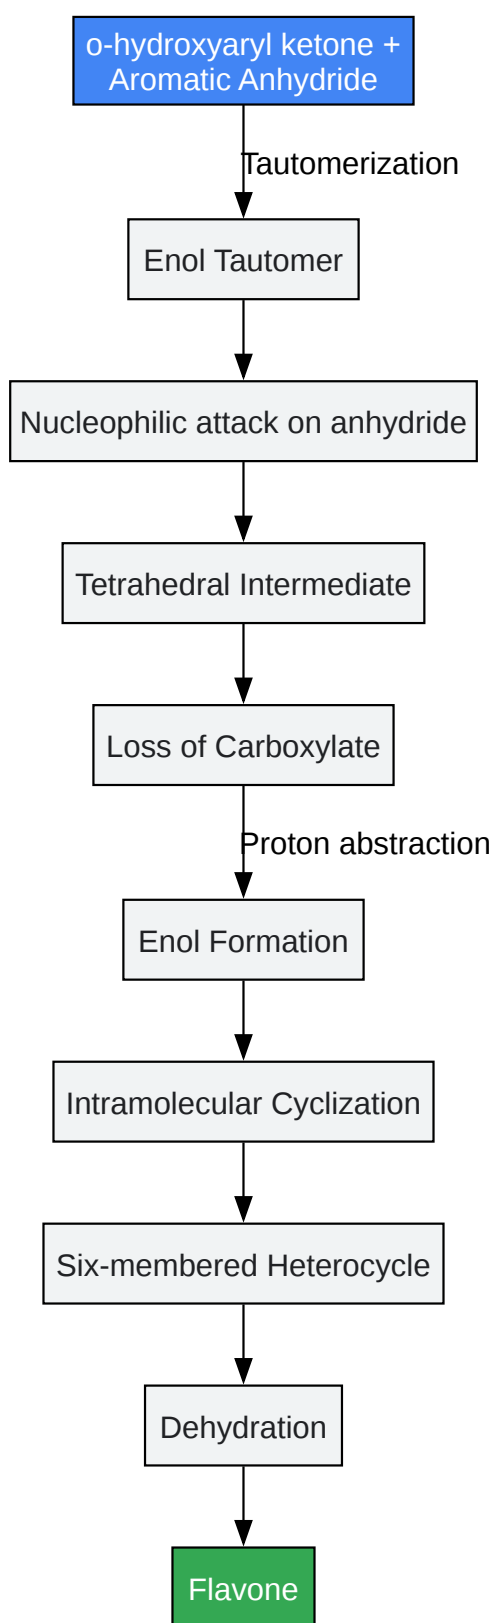 o-hydroxyaryl ketone +
Aromatic Anhydride
Tautomerization
Enol Tautomer
Nucleophilic attack on anhydride
Tetrahedral Intermediate
Loss of Carboxylate
Proton abstraction
Enol Formation
Intramolecular Cyclization
Six-membered Heterocycle
Dehydration
Flavone